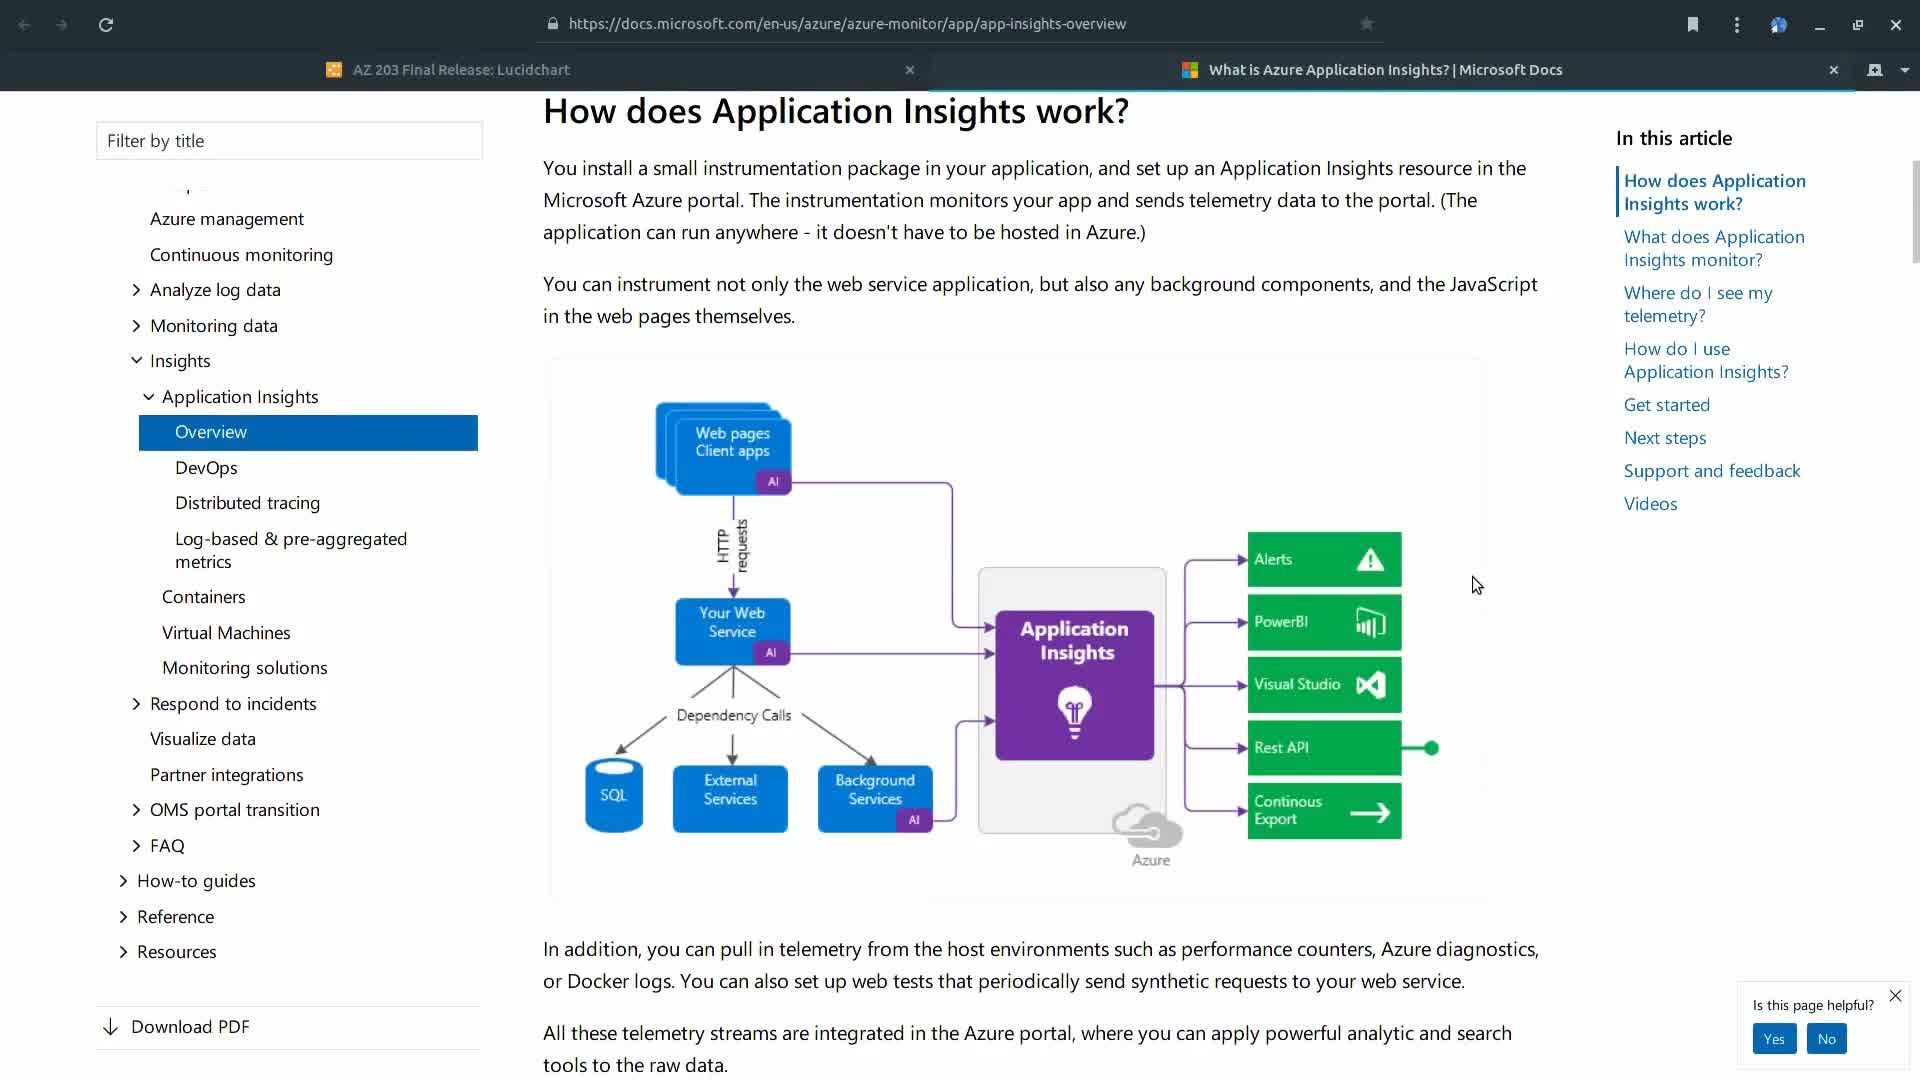 https://docs.microsoft.com/en-us/azure/azure-monitor/app/app-insights-overview
AZ 203 Final Release: Lucidchart
What is Azure Application Insights? | Microsoft Docs
Filter by title
Azure management
Continuous monitoring
Analyze log data
Monitoring data
Insights
Application Insights
Overview
DevOps
Distributed tracing
Log-based & pre-aggregated
metrics
Containers
Virtual Machines
Monitoring solutions
Respond to incidents
Visualize data
Partner integrations
OMS portal transition
FAQ
How-to guides
Reference
Resources
Download PDF
How does Application Insights work?
You install a small instrumentation package in your application, and set up an Application Insights resource in the
Microsoft Azure portal. The instrumentation monitors your app and sends telemetry data to the portal. (The
application can run anywhere - it doesn't have to be hosted in Azure.)
You can instrument not only the web service application, but also any background components, and the JavaScript
in the web pages themselves.
Web pages
Client apps
AI
HTTP
requests
Your Web
Service
AI
Dependency Calls
SQL
External
Services
Background
Services
AI
Application
Insights
Azure
Alerts
PowerBI
Visual Studio
Rest API
Continous
Export
In addition, you can pull in telemetry from the host environments such as performance counters, Azure diagnostics,
or Docker logs. You can also set up web tests that periodically send synthetic requests to your web service.
All these telemetry streams are integrated in the Azure portal, where you can apply powerful analytic and search
tools to the raw data.
In this article
How does Application
Insights work?
What does Application
Insights monitor?
Where do I see my
telemetry?
How do I use
Application Insights?
Get started
Next steps
Support and feedback
Videos
Is this page helpful?
Yes
No